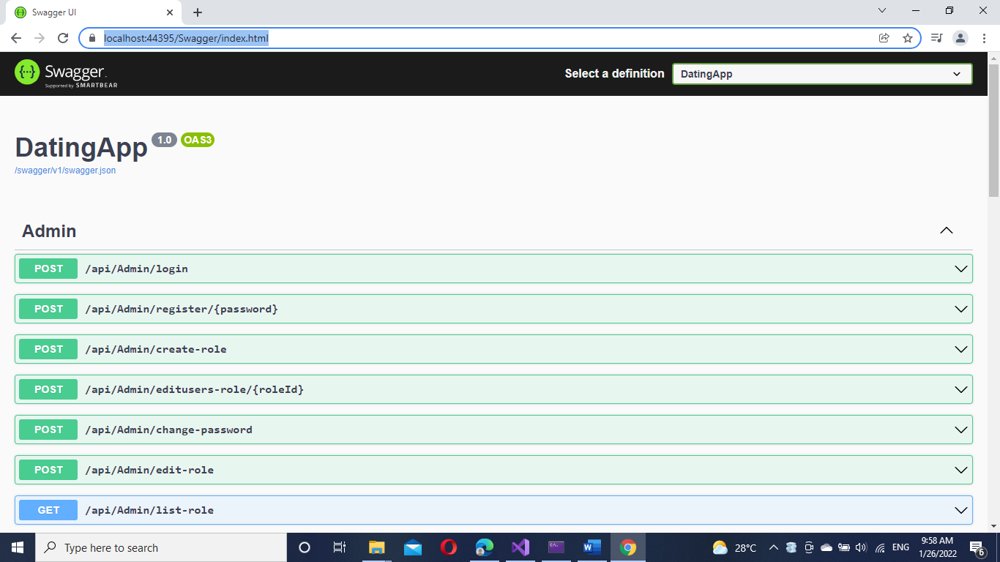 Swagger UI
localhost:44395/Swagger/index.html
{··}
Swagger
Supported by SMARTBEAR
Select a definition
DatingApp
DatingApp 1.0 OAS3
/swagger/v1/swagger.json
Admin
POST /api/Admin/login
POST /api/Admin/register/{password}
POST /api/Admin/create-role
POST /api/Admin/editusers-role/{roleId}
POST /api/Admin/change-password
POST /api/Admin/edit-role
GET /api/Admin/list-role
Type here to search
28°C
ENG
9:58 AM
1/26/2022
6